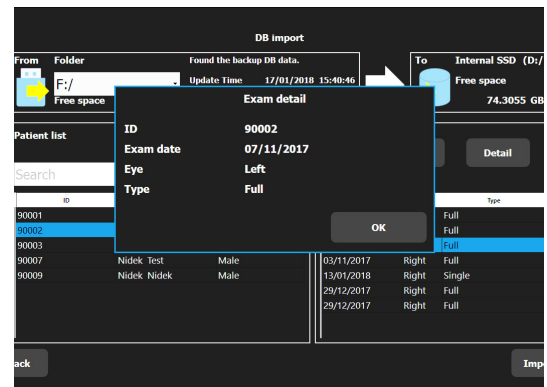 DB import
From Folder Found the backup DB data. To Internal SSD (D:/
F:/ Update Time 17/01/2018 15:40:46 Free space
Free space 74.3055 GB
Exam detail
Patient list
ID 90002
Exam date 07/11/2017
Eye Left
Type Full
OK
Detail
Search
ID Type
90001 Full
90002 Full
90003 Full
90007 Nidek Test Male 03/11/2017 Right Full
90009 Nidek Nidek Male 13/01/2018 Right Single
29/12/2017 Right Full
29/12/2017 Right Full
ack Imp